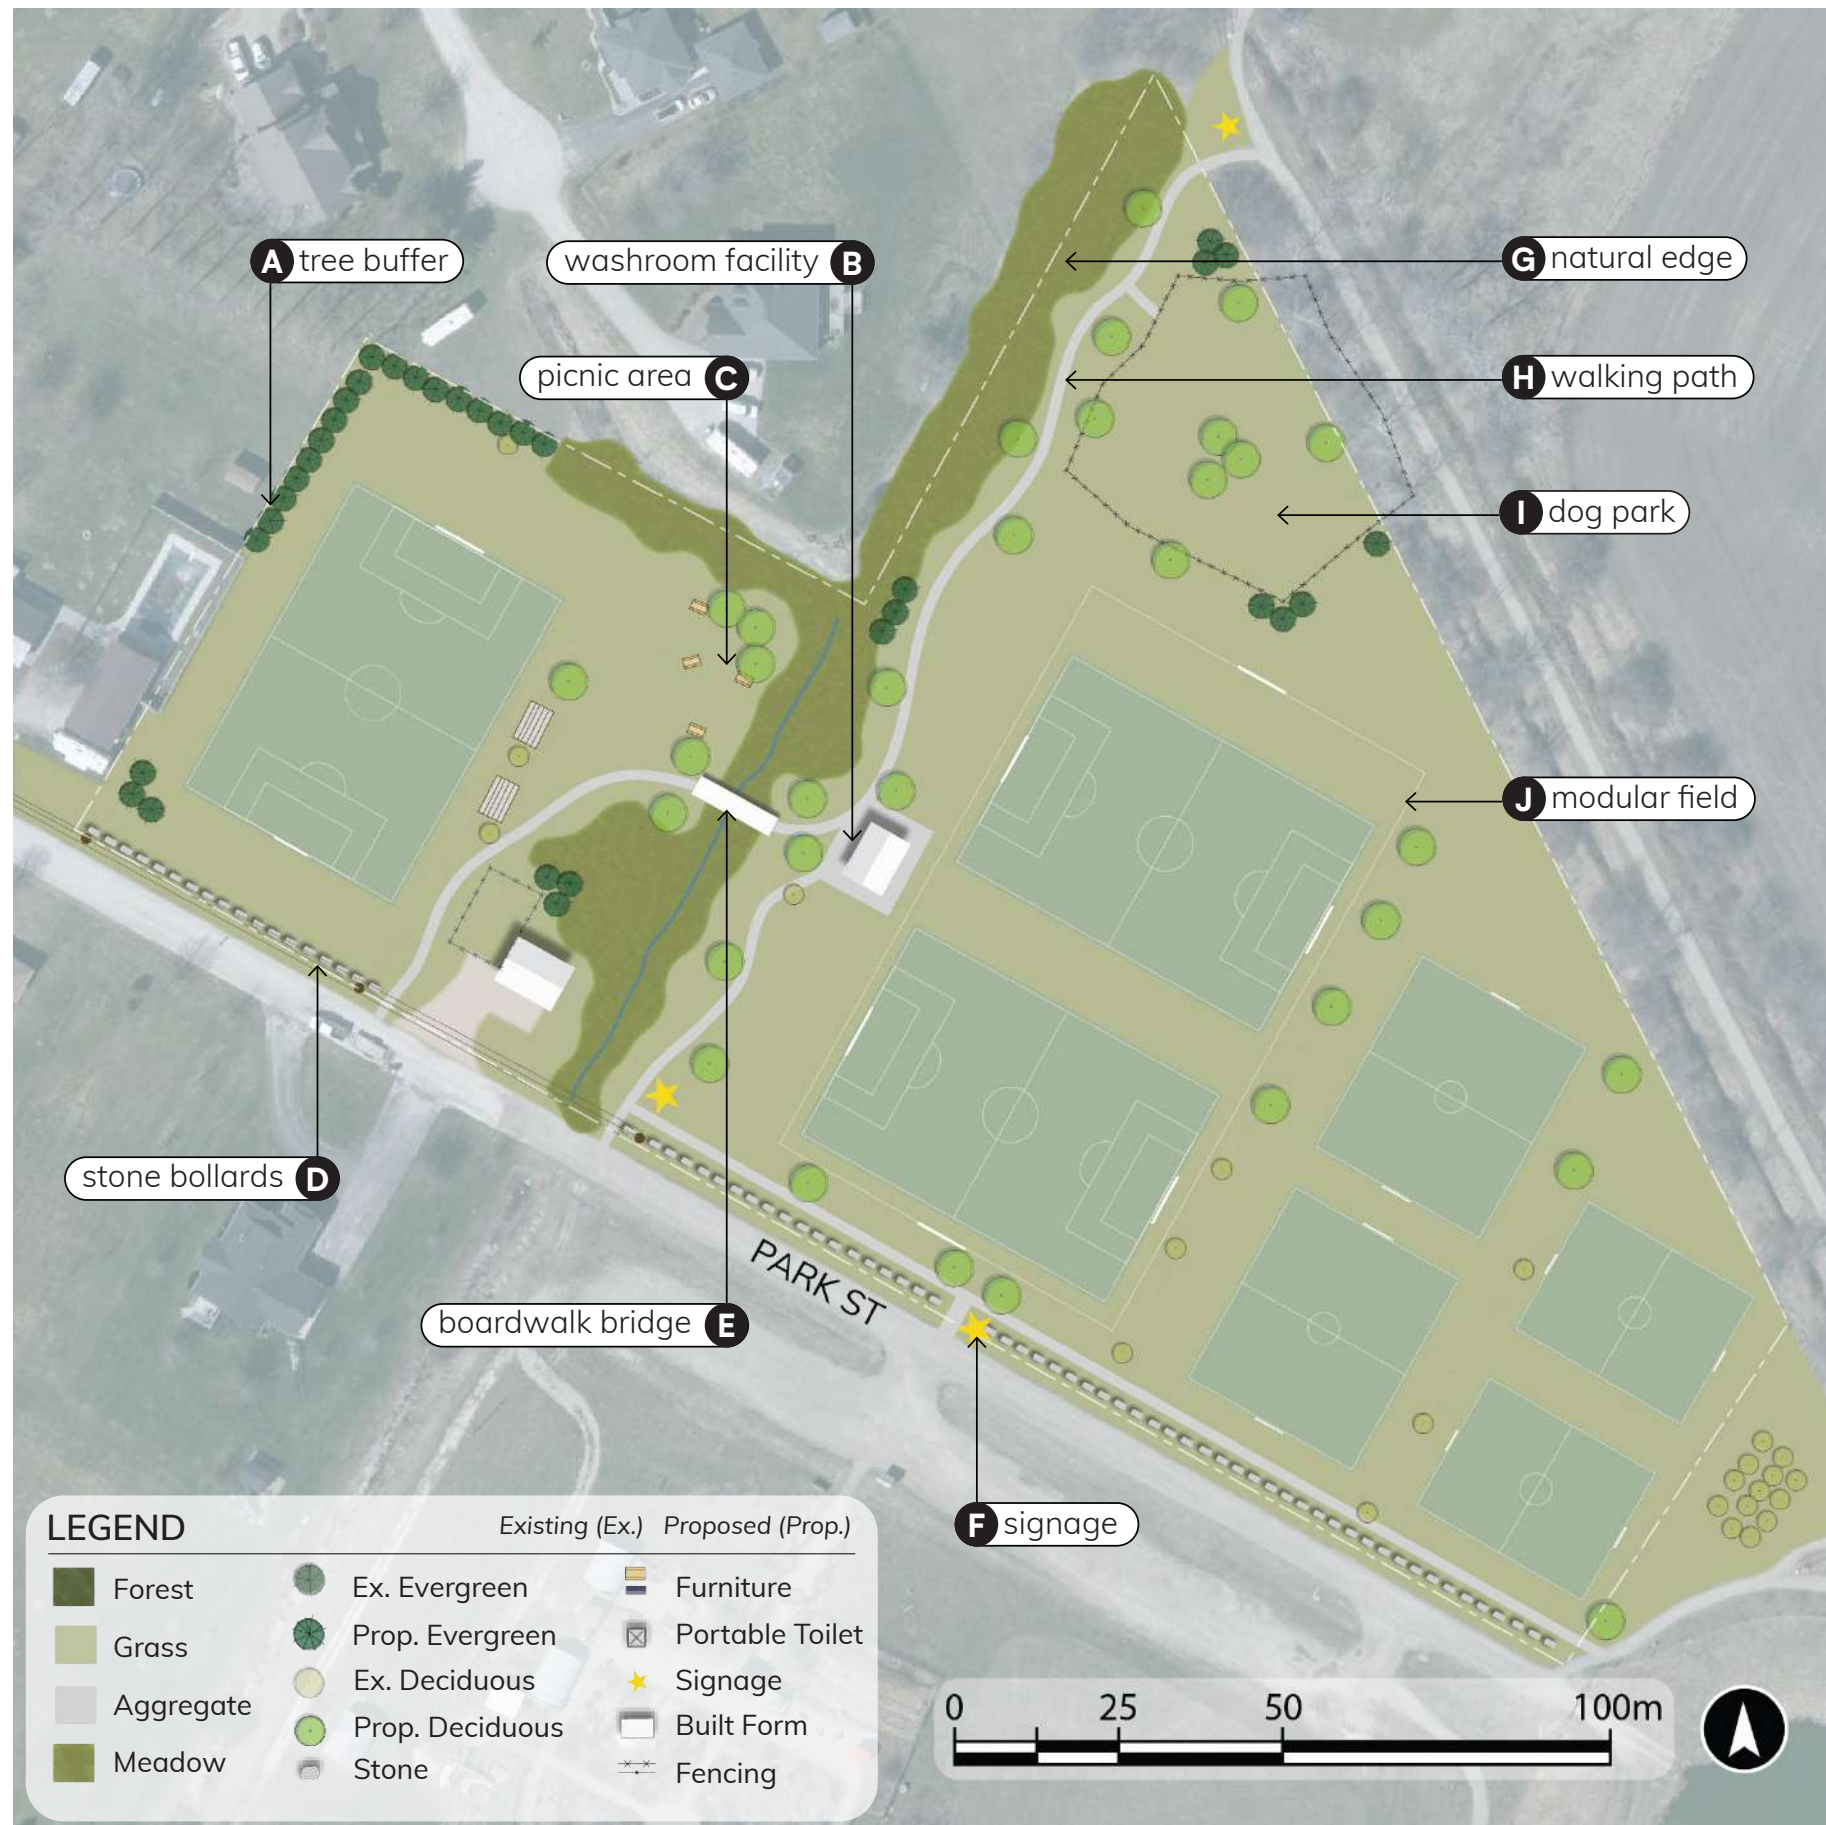 A tree buffer
washroom facility B
G natural edge
picnic area C
H walking path
I dog park
J modular field
stone bollards D
PARK ST
boardwalk bridge E
F signage
LEGEND
Existing (Ex.) Proposed (Prop.)
Forest
Grass
Aggregate
Meadow
Ex. Evergreen
Prop. Evergreen
Ex. Deciduous
Prop. Deciduous
Stone
Furniture
Portable Toilet
Signage
Built Form
Fencing
0 25 50 100m